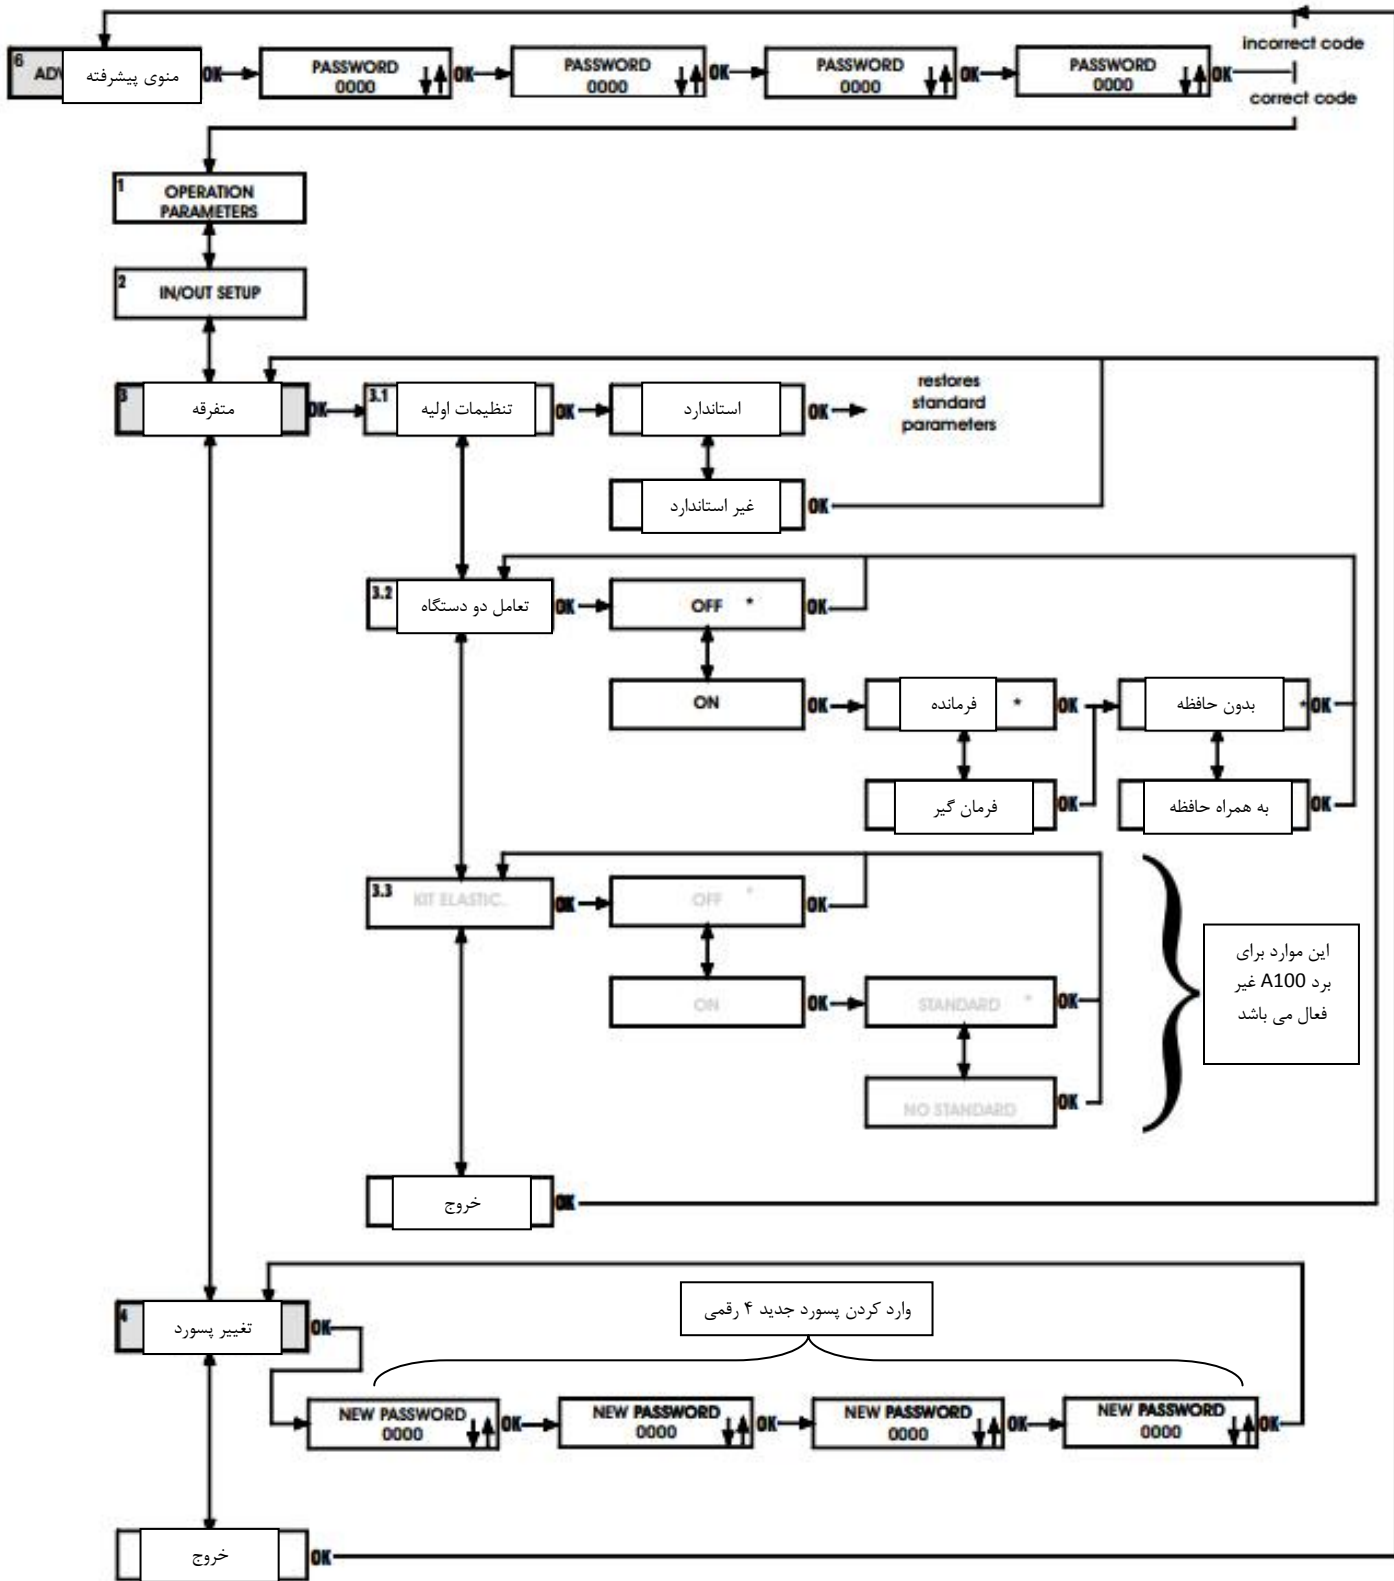 incorrect code
6
ADV
منوی پیشرفته
OK
PASSWORD
0000
OK
PASSWORD
0000
OK
PASSWORD
0000
OK
PASSWORD
0000
OK
correct code
1
OPERATION
PARAMETERS
2
IN/OUT SETUP
3
متفرقه
OK
3.1
تنظیمات اولیه
OK
استاندارد
OK
restores
standard
parameters
غیر استاندارد
OK
3.2
تعامل دو دستگاه
OK
OFF *
OK
ON
OK
فرمانده
*
OK
بدون حافظه
*
OK
فرمان گیر
OK
به همراه حافظه
OK
3.3
KIT ELASTIC.
OK
OFF *
OK
ON
OK
STANDARD *
OK
NO STANDARD
OK
این موارد برای
برد A100 غیر
فعال می باشد
خروج
OK
وارد کردن پسورد جدید ۴ رقمی
4
تغییر پسورد
OK
NEW PASSWORD
0000
OK
NEW PASSWORD
0000
OK
NEW PASSWORD
0000
OK
NEW PASSWORD
0000
OK
خروج
OK